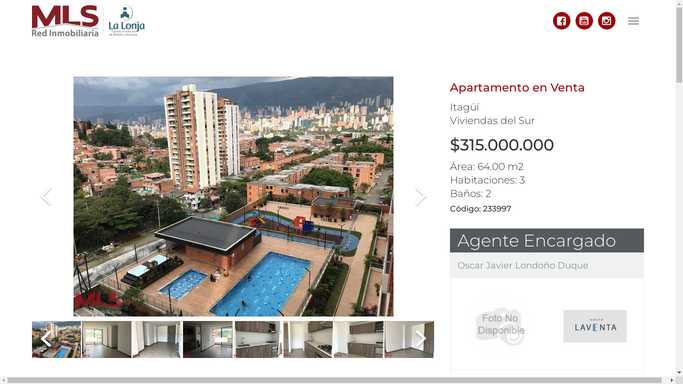 MLS
Red Inmobiliaria
La Lonja
Apartamento en Venta
Itagüí
Viviendas del Sur
$315.000.000
Área: 64.00 m2
Habitaciones: 3
Baños: 2
Código: 233997
Agente Encargado
Oscar Javier Londoño Duque
Foto No
Disponible
LAVENTA
MLS